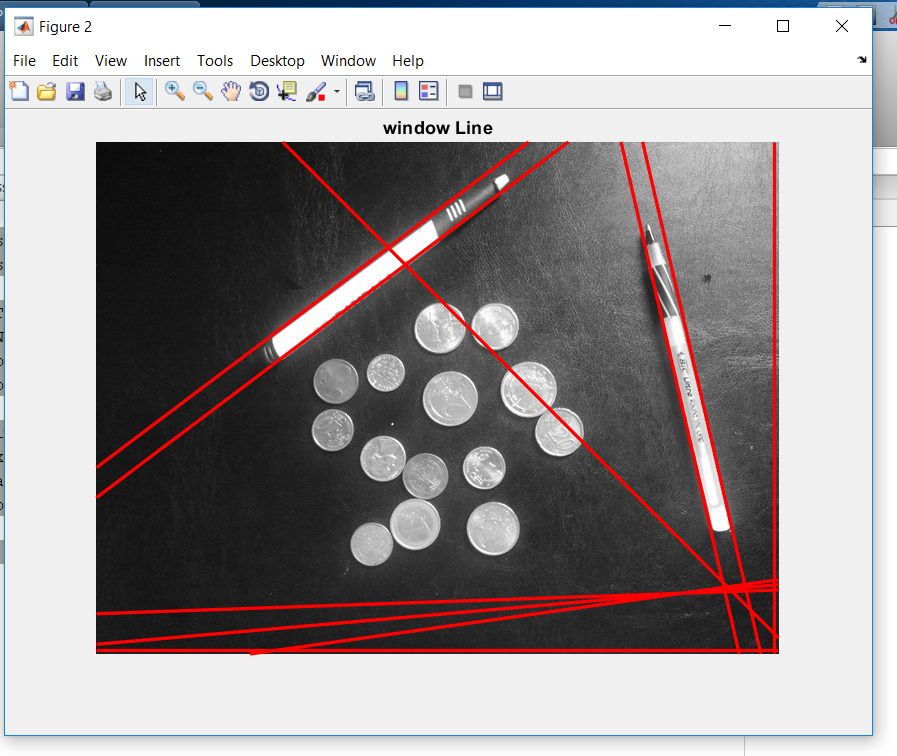 Figure 2
File Edit View Insert Tools Desktop Window Help
window Line